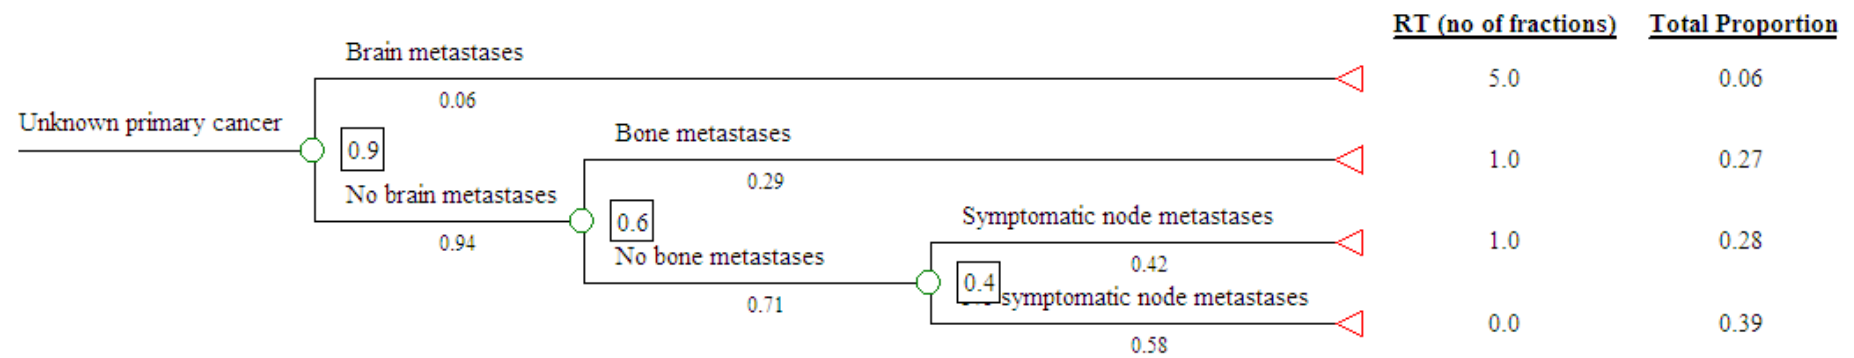 RT (no of fractions) Total Proportion
Brain metastases
5.0 0.06
0.06
Unknown primary cancer
0.9
Bone metastases
1.0 0.27
0.29
No brain metastases
0.94
0.6
Symptomatic node metastases
1.0 0.28
0.42
No bone metastases
0.71
0.4
symptomatic node metastases
0.0 0.39
0.58